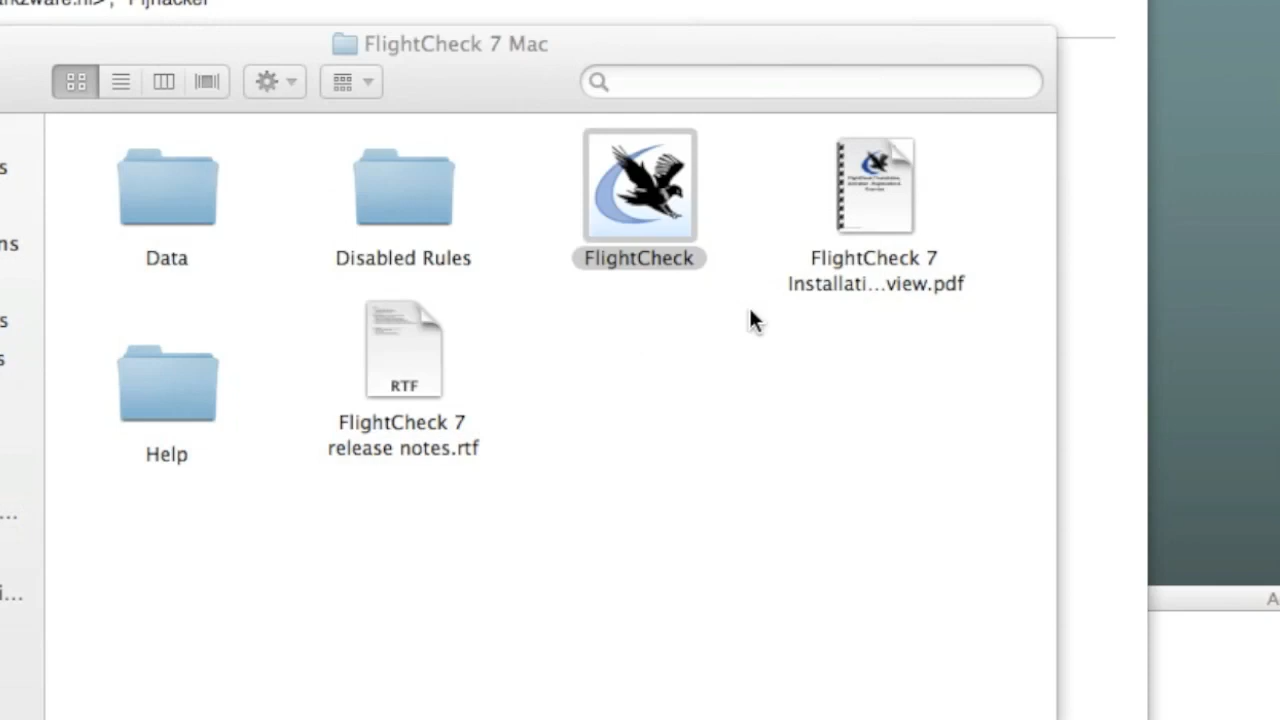 FlightCheck 7 Mac
Data
Disabled Rules
FlightCheck
FlightCheck 7
Installati...view.pdf
RTF
Help
FlightCheck 7
release notes.rtf